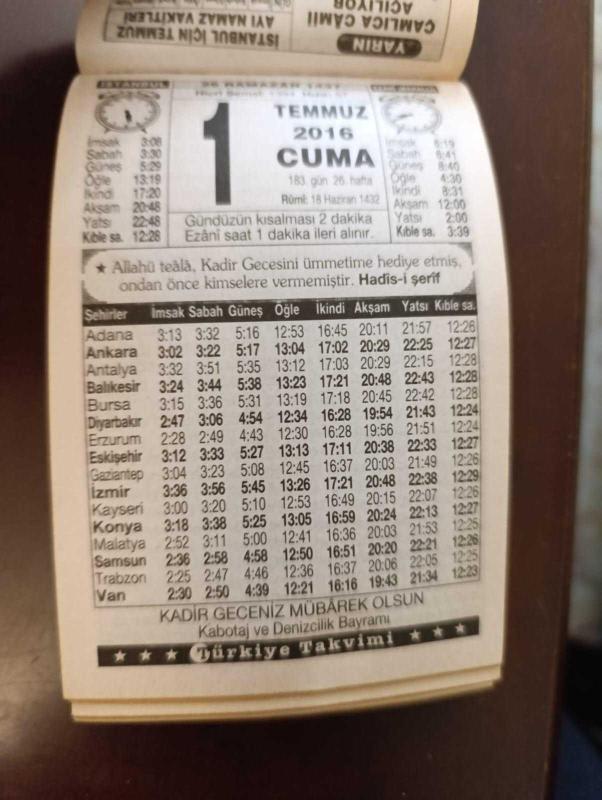 AÇILIYOR
ÇAMLICA CÂMİİ
YARIN
AYI NAMAZ VAKİTLERİ
İSTANBUL İÇİN TEMMUZ
İSTANBUL
26 RAMAZAN 1437
İmsak 3:08
Sabah 3:30
Güneş 5:29
Öğle 13:19
İkindi 17:20
Akşam 20:48
Yatsı 22:48
Kıble sa. 12:28
1
TEMMUZ
2016
CUMA
183. gün 26. hafta
Rûmî: 18 Haziran 1432
İmsak 6:19
Sabah 6:41
Güneş 8:40
Öğle 4:30
İkindi 8:31
Akşam 12:00
Yatsı 2:00
Kıble sa. 3:39
Gündüzün kısalması 2 dakika
Ezânî saat 1 dakika ileri alınır.
★ Allahü teâlâ, Kadir Gecesini ümmetime hediye etmiş,
ondan önce kimselere vermemiştir. Hadîs-i şerîf
Şehirler İmsak Sabah Güneş Öğle İkindi Akşam Yatsı Kıble sa.
Adana 3:13 3:32 5:16 12:53 16:45 20:11 21:57 12:26
Ankara 3:02 3:22 5:17 13:04 17:02 20:29 22:25 12:27
Antalya 3:32 3:51 5:35 13:12 17:03 20:29 22:15 12:28
Balıkesir 3:24 3:44 5:38 13:23 17:21 20:48 22:43 12:28
Bursa 3:15 3:36 5:31 13:19 17:18 20:45 22:42 12:28
Diyarbakır 2:47 3:06 4:54 12:34 16:28 19:54 21:43 12:24
Erzurum 2:28 2:49 4:43 12:30 16:28 19:56 21:51 12:24
Eskişehir 3:12 3:33 5:27 13:13 17:11 20:38 22:33 12:27
Gaziantep 3:04 3:23 5:08 12:45 16:37 20:03 21:49 12:26
İzmir 3:36 3:56 5:45 13:26 17:21 20:48 22:38 12:29
Kayseri 3:00 3:20 5:10 12:53 16:49 20:15 22:07 12:26
Konya 3:18 3:38 5:25 13:05 16:59 20:24 22:13 12:27
Malatya 2:52 3:11 5:00 12:41 16:36 20:03 21:53 12:25
Samsun 2:36 2:58 4:58 12:50 16:51 20:20 22:21 12:26
Trabzon 2:25 2:47 4:46 12:36 16:37 20:06 22:05 12:25
Van 2:30 2:50 4:39 12:21 16:16 19:43 21:34 12:23
KADİR GECENİZ MÜBÂREK OLSUN
Kabotaj ve Denizcilik Bayramı
★ ★ ★ Türkiye Takvimi ★ ★ ★